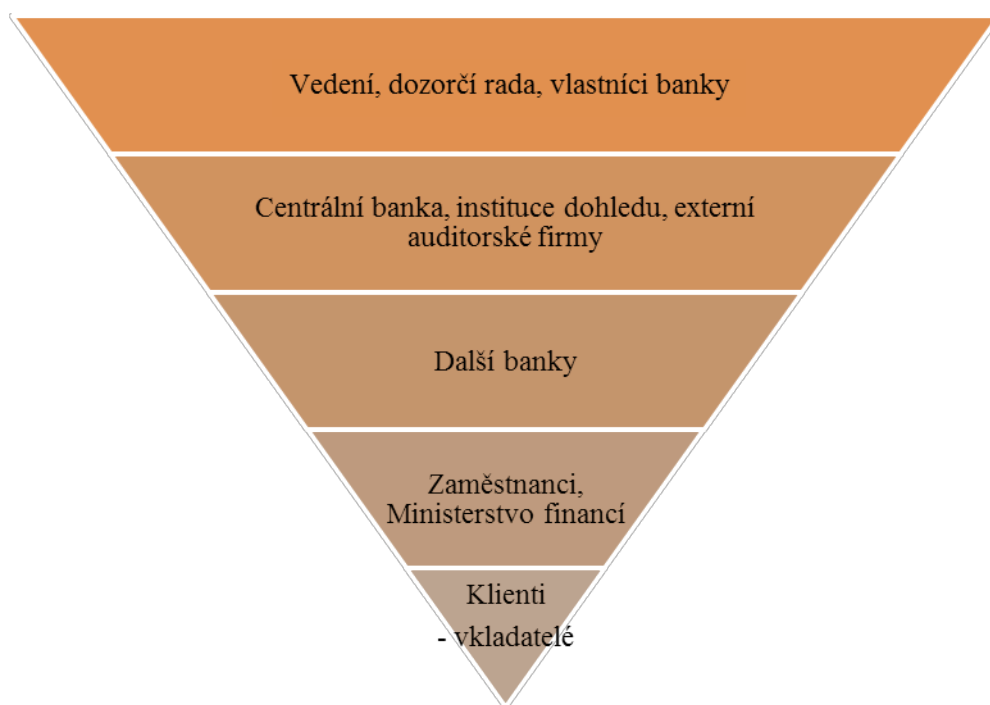 Vedení, dozorčí rada, vlastníci banky
Centrální banka, instituce dohledu, externí
auditorské firmy
Další banky
Zaměstnanci,
Ministerstvo financí
Klienti
- vkladatelé